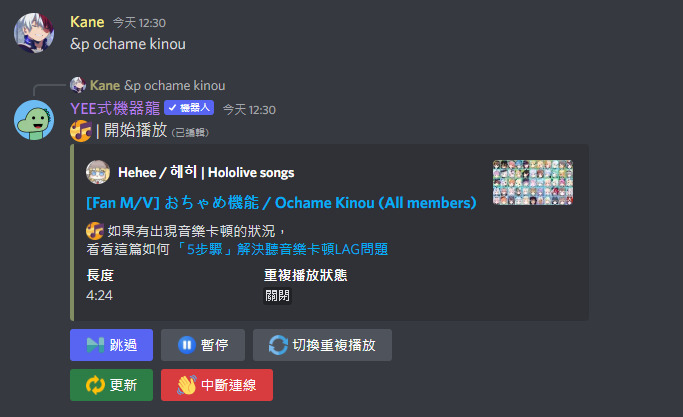 Kane 今天 12:30
&p ochame kinou
Kane &p ochame kinou
YEE式機器龍 機器人 今天 12:30
| 開始播放 (已編輯)
Hehee / 헤히 | Hololive songs
[Fan M/V] おちゃめ機能 / Ochame Kinou (All members)
如果有出現音樂卡頓的狀況，
看看這篇如何「5步驟」解決聽音樂卡頓LAG問題
長度 重複播放狀態
4:24 關閉
跳過 暫停 切換重複播放
更新 中斷連線